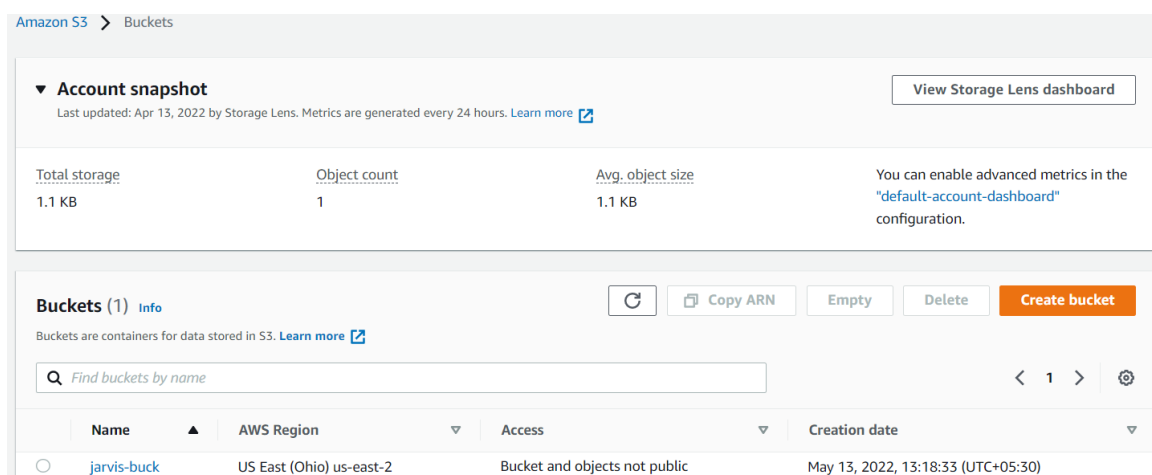 Amazon S3 > Buckets
Account snapshot
View Storage Lens dashboard
Last updated: Apr 13, 2022 by Storage Lens. Metrics are generated every 24 hours. Learn more
Total storage
Object count
Avg. object size
You can enable advanced metrics in the
"default-account-dashboard"
configuration.
1.1 KB
1
1.1 KB
Buckets (1) Info
Copy ARN
Empty
Delete
Create bucket
Buckets are containers for data stored in S3. Learn more
Find buckets by name
< 1 >
Name
AWS Region
Access
Creation date
jarvis-buck
US East (Ohio) us-east-2
Bucket and objects not public
May 13, 2022, 13:18:33 (UTC+05:30)